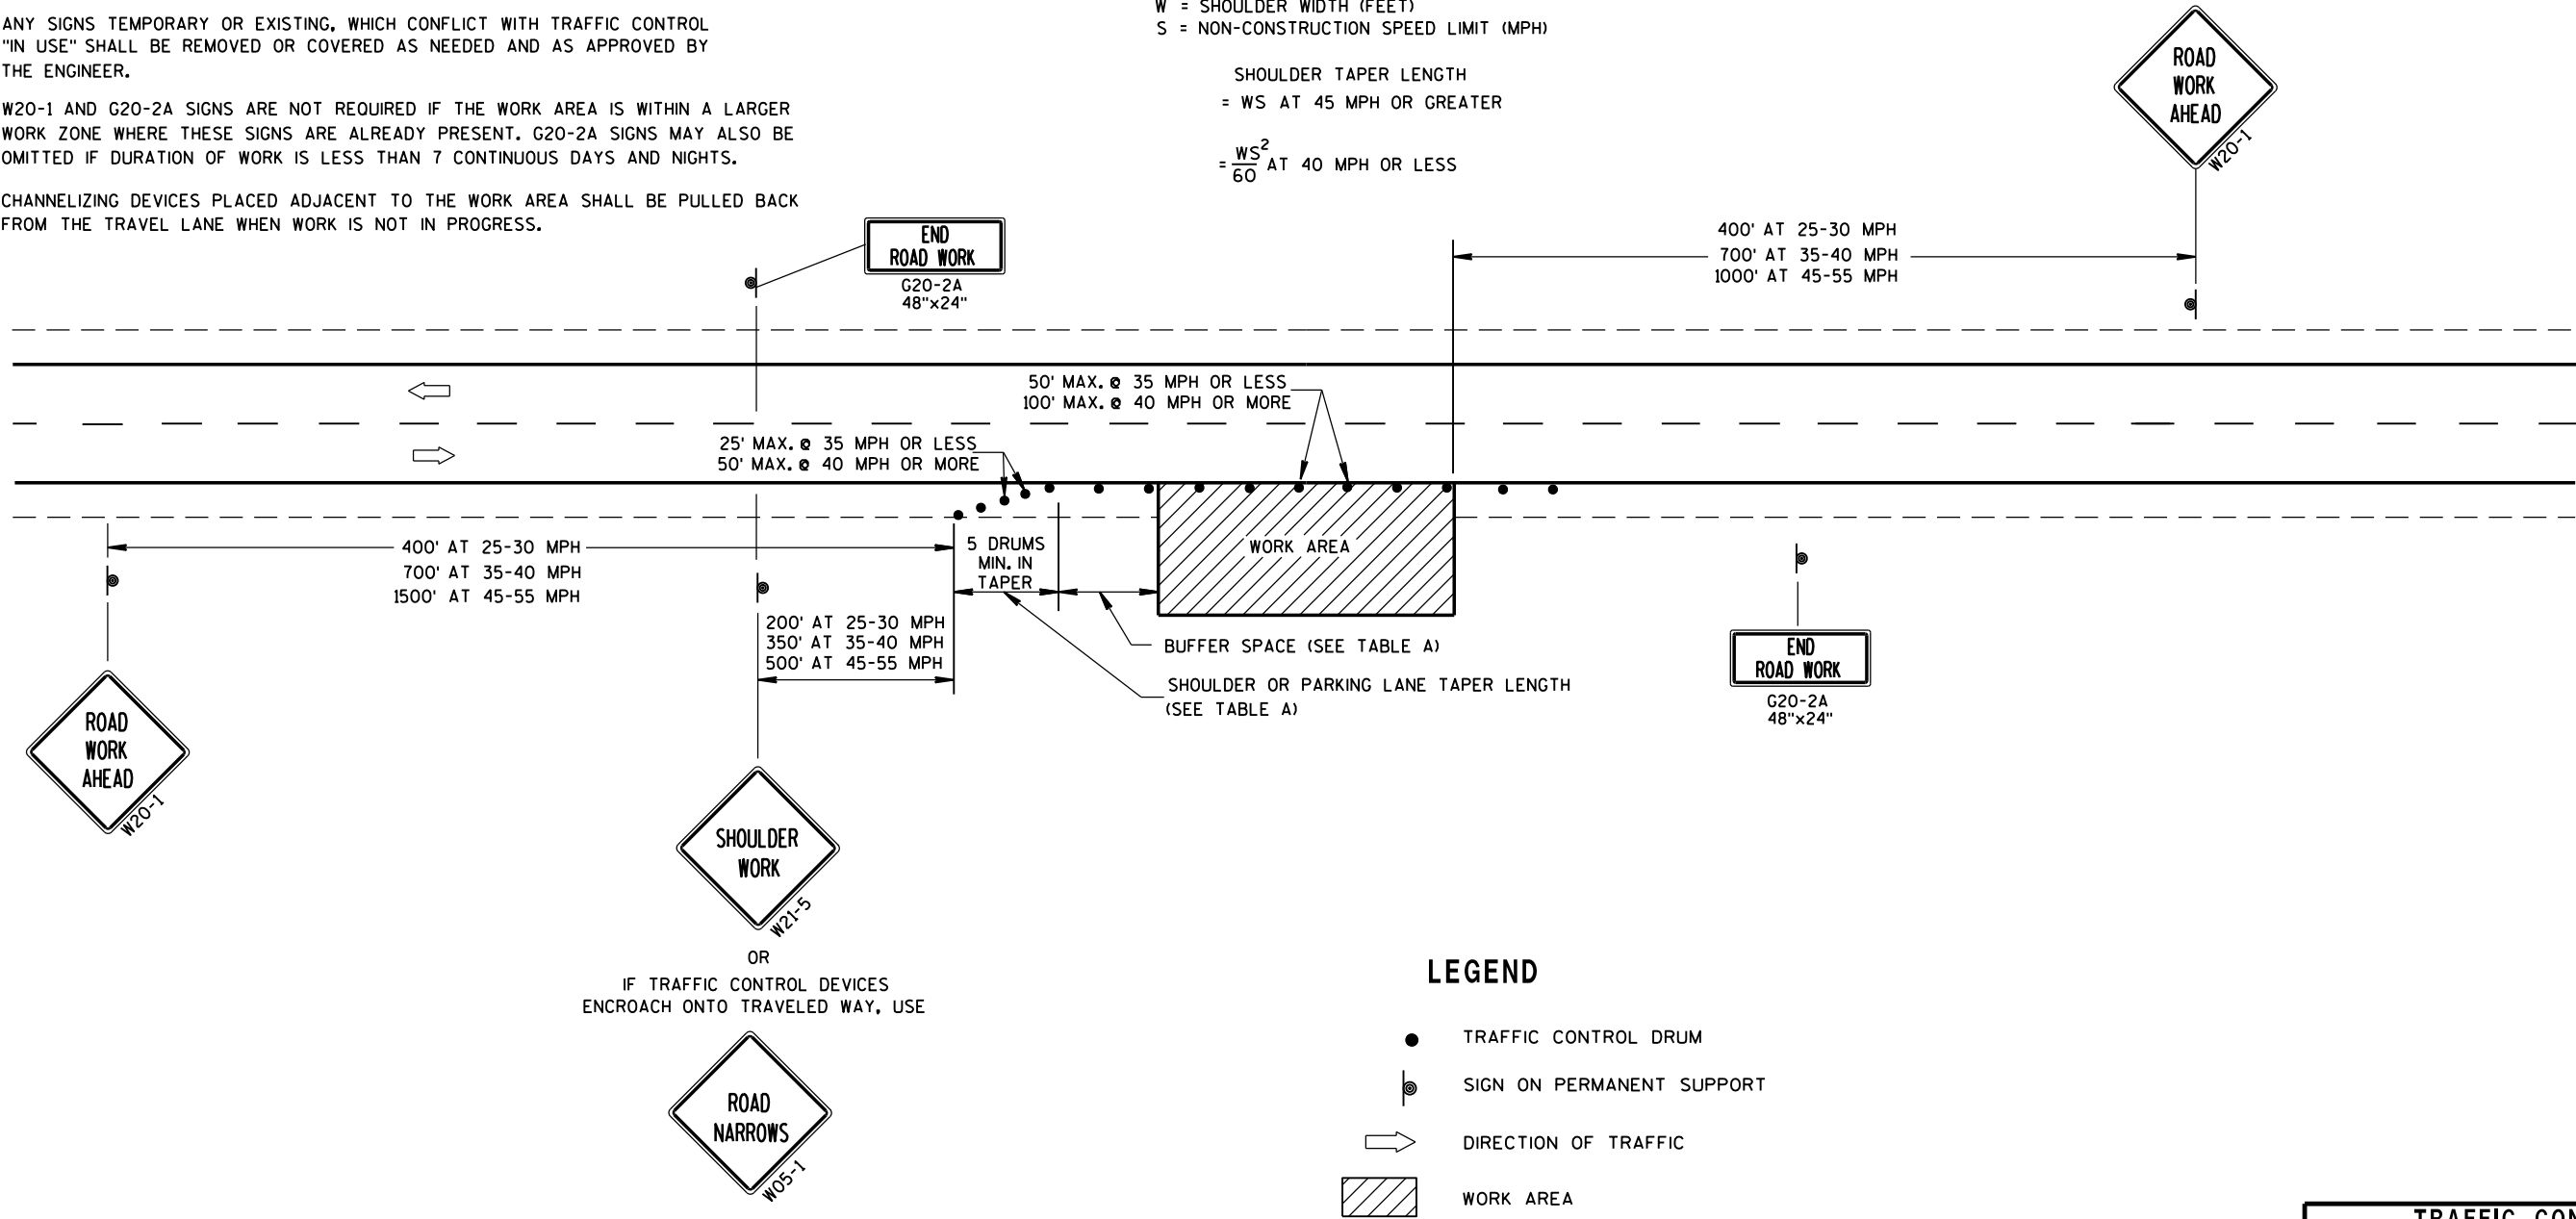 ANY SIGNS TEMPORARY OR EXISTING, WHICH CONFLICT WITH TRAFFIC CONTROL
"IN USE" SHALL BE REMOVED OR COVERED AS NEEDED AND AS APPROVED BY
THE ENGINEER.
W20-1 AND G20-2A SIGNS ARE NOT REQUIRED IF THE WORK AREA IS WITHIN A LARGER
WORK ZONE WHERE THESE SIGNS ARE ALREADY PRESENT. G20-2A SIGNS MAY ALSO BE
OMITTED IF DURATION OF WORK IS LESS THAN 7 CONTINUOUS DAYS AND NIGHTS.
CHANNELIZING DEVICES PLACED ADJACENT TO THE WORK AREA SHALL BE PULLED BACK
FROM THE TRAVEL LANE WHEN WORK IS NOT IN PROGRESS.
W = SHOULDER WIDTH (FEET)
S = NON-CONSTRUCTION SPEED LIMIT (MPH)
SHOULDER TAPER LENGTH
= WS AT 45 MPH OR GREATER
= WS²/60 AT 40 MPH OR LESS
ROAD
WORK
AHEAD
W20-1
END
ROAD WORK
G20-2A
48"x24"
400' AT 25-30 MPH
700' AT 35-40 MPH
1000' AT 45-55 MPH
50' MAX. @ 35 MPH OR LESS
100' MAX. @ 40 MPH OR MORE
25' MAX. @ 35 MPH OR LESS
50' MAX. @ 40 MPH OR MORE
400' AT 25-30 MPH
700' AT 35-40 MPH
1500' AT 45-55 MPH
5 DRUMS
MIN. IN
TAPER
WORK AREA
200' AT 25-30 MPH
350' AT 35-40 MPH
500' AT 45-55 MPH
BUFFER SPACE (SEE TABLE A)
SHOULDER OR PARKING LANE TAPER LENGTH
(SEE TABLE A)
END
ROAD WORK
G20-2A
48"x24"
ROAD
WORK
AHEAD
W20-1
SHOULDER
WORK
W21-5
OR
IF TRAFFIC CONTROL DEVICES
ENCROACH ONTO TRAVELED WAY, USE
ROAD
NARROWS
W05-1
LEGEND
TRAFFIC CONTROL DRUM
SIGN ON PERMANENT SUPPORT
DIRECTION OF TRAFFIC
WORK AREA
TRAFFIC